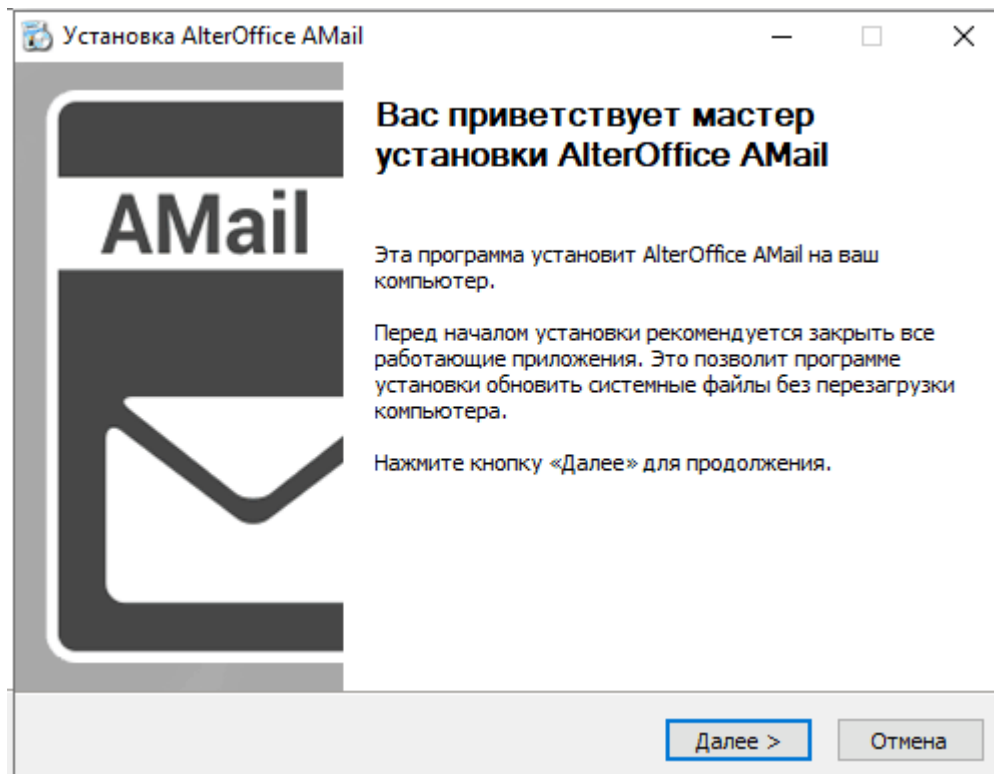 Установка AlterOffice AMail
Вас приветствует мастер
установки AlterOffice AMail
AMail
Эта программа установит AlterOffice AMail на ваш
компьютер.
Перед началом установки рекомендуется закрыть все
работающие приложения. Это позволит программе
установки обновить системные файлы без перезагрузки
компьютера.
Нажмите кнопку «Далее» для продолжения.
Далее >
Отмена